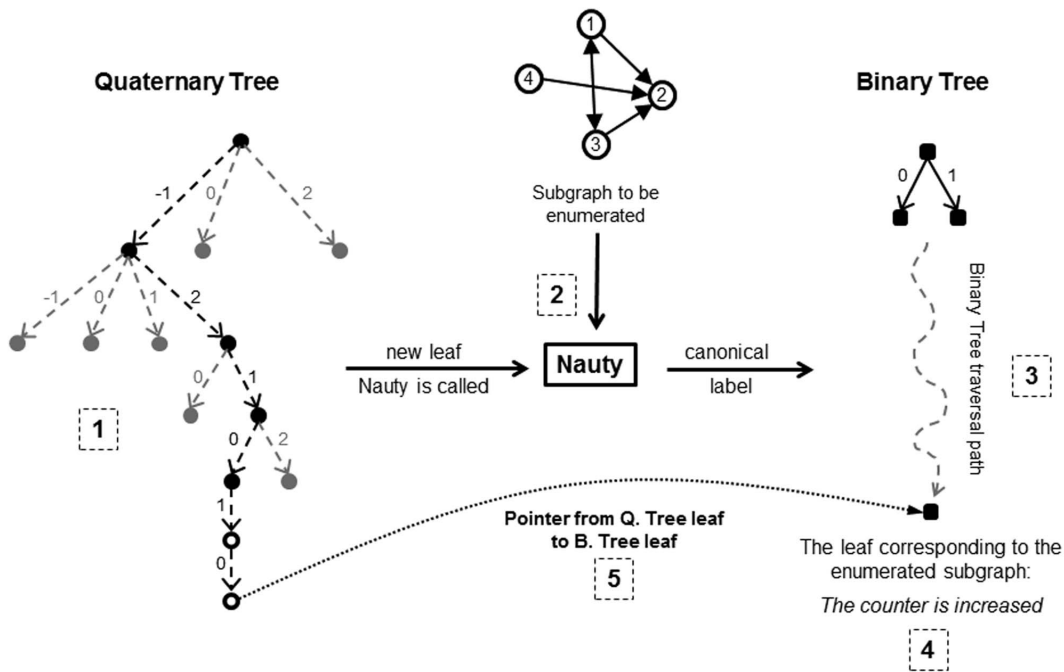 Quaternary Tree
-1
0
2
-1
0
1
2
0
1
0
2
1
0
1
1
4
2
3
Subgraph to be
enumerated
2
new leaf
Nauty is called
Nauty
canonical
label
Binary Tree
0
1
Binary Tree traversal path
3
Pointer from Q. Tree leaf
to B. Tree leaf
5
The leaf corresponding to the
enumerated subgraph:
The counter is increased
4